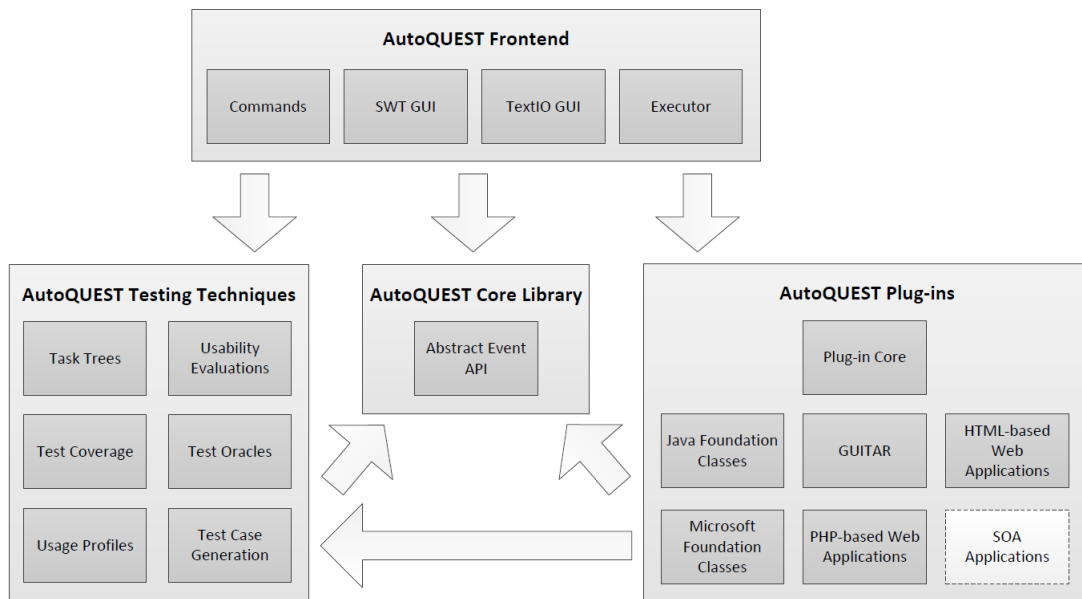 AutoQUEST Frontend
Commands
SWT GUI
TextIO GUI
Executor
AutoQUEST Testing Techniques
Task Trees
Usability
Evaluations
Test Coverage
Test Oracles
Usage Profiles
Test Case
Generation
AutoQUEST Core Library
Abstract Event
API
AutoQUEST Plug-ins
Plug-in Core
Java Foundation
Classes
GUITAR
HTML-based
Web
Applications
Microsoft
Foundation
Classes
PHP-based Web
Applications
SOA
Applications